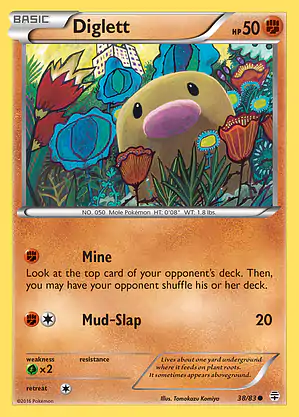 BASIC
Diglett
HP 50
NO. 050 Mole Pokémon HT: 0'08" WT: 1.8 lbs.
Mine
Look at the top card of your opponent's deck. Then,
you may have your opponent shuffle his or her deck.
Mud-Slap 20
weakness resistance
×2
retreat
Lives about one yard underground
where it feeds on plant roots.
It sometimes appears aboveground.
©2016 Pokémon
Illus. Tomokazu Komiya
38/83